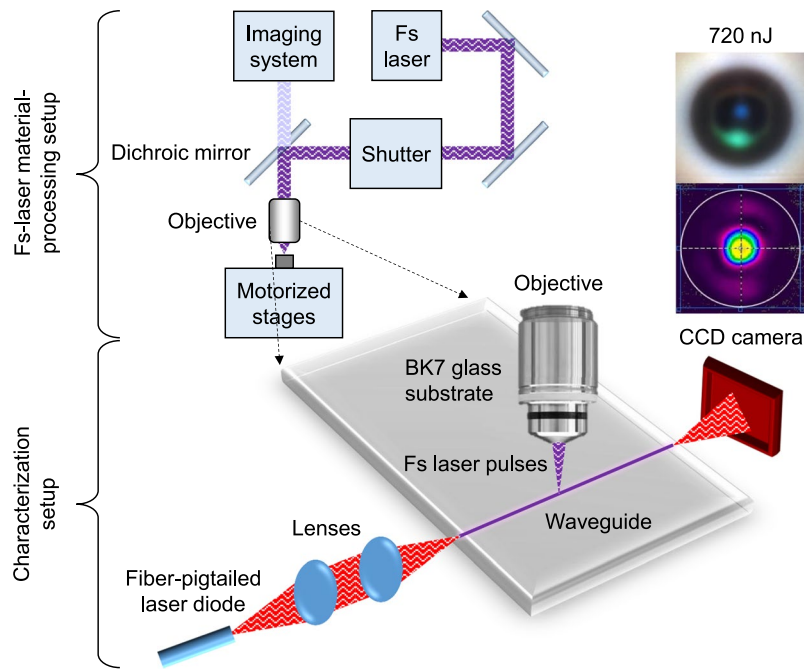 Imaging
system
Fs
laser
720 nJ
Dichroic mirror
Shutter
Fs-laser material-
processing setup
Objective
Motorized
stages
Objective
CCD camera
BK7 glass
substrate
Fs laser pulses
Waveguide
Characterization
setup
Lenses
Fiber-pigtailed
laser diode